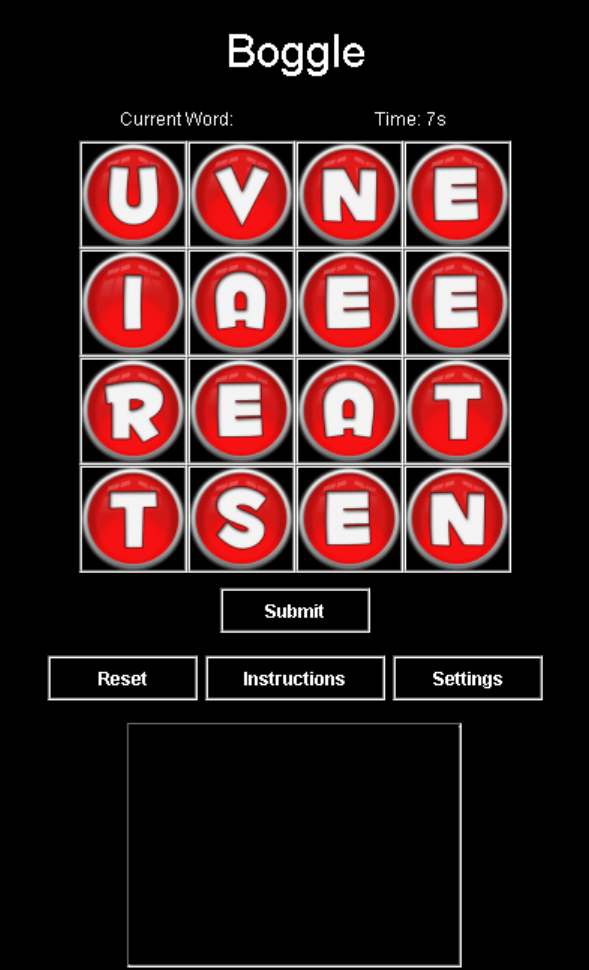 Boggle
Current Word: Time: 7s
U V N E
I A E E
R E A T
T S E N
Submit
Reset Instructions Settings